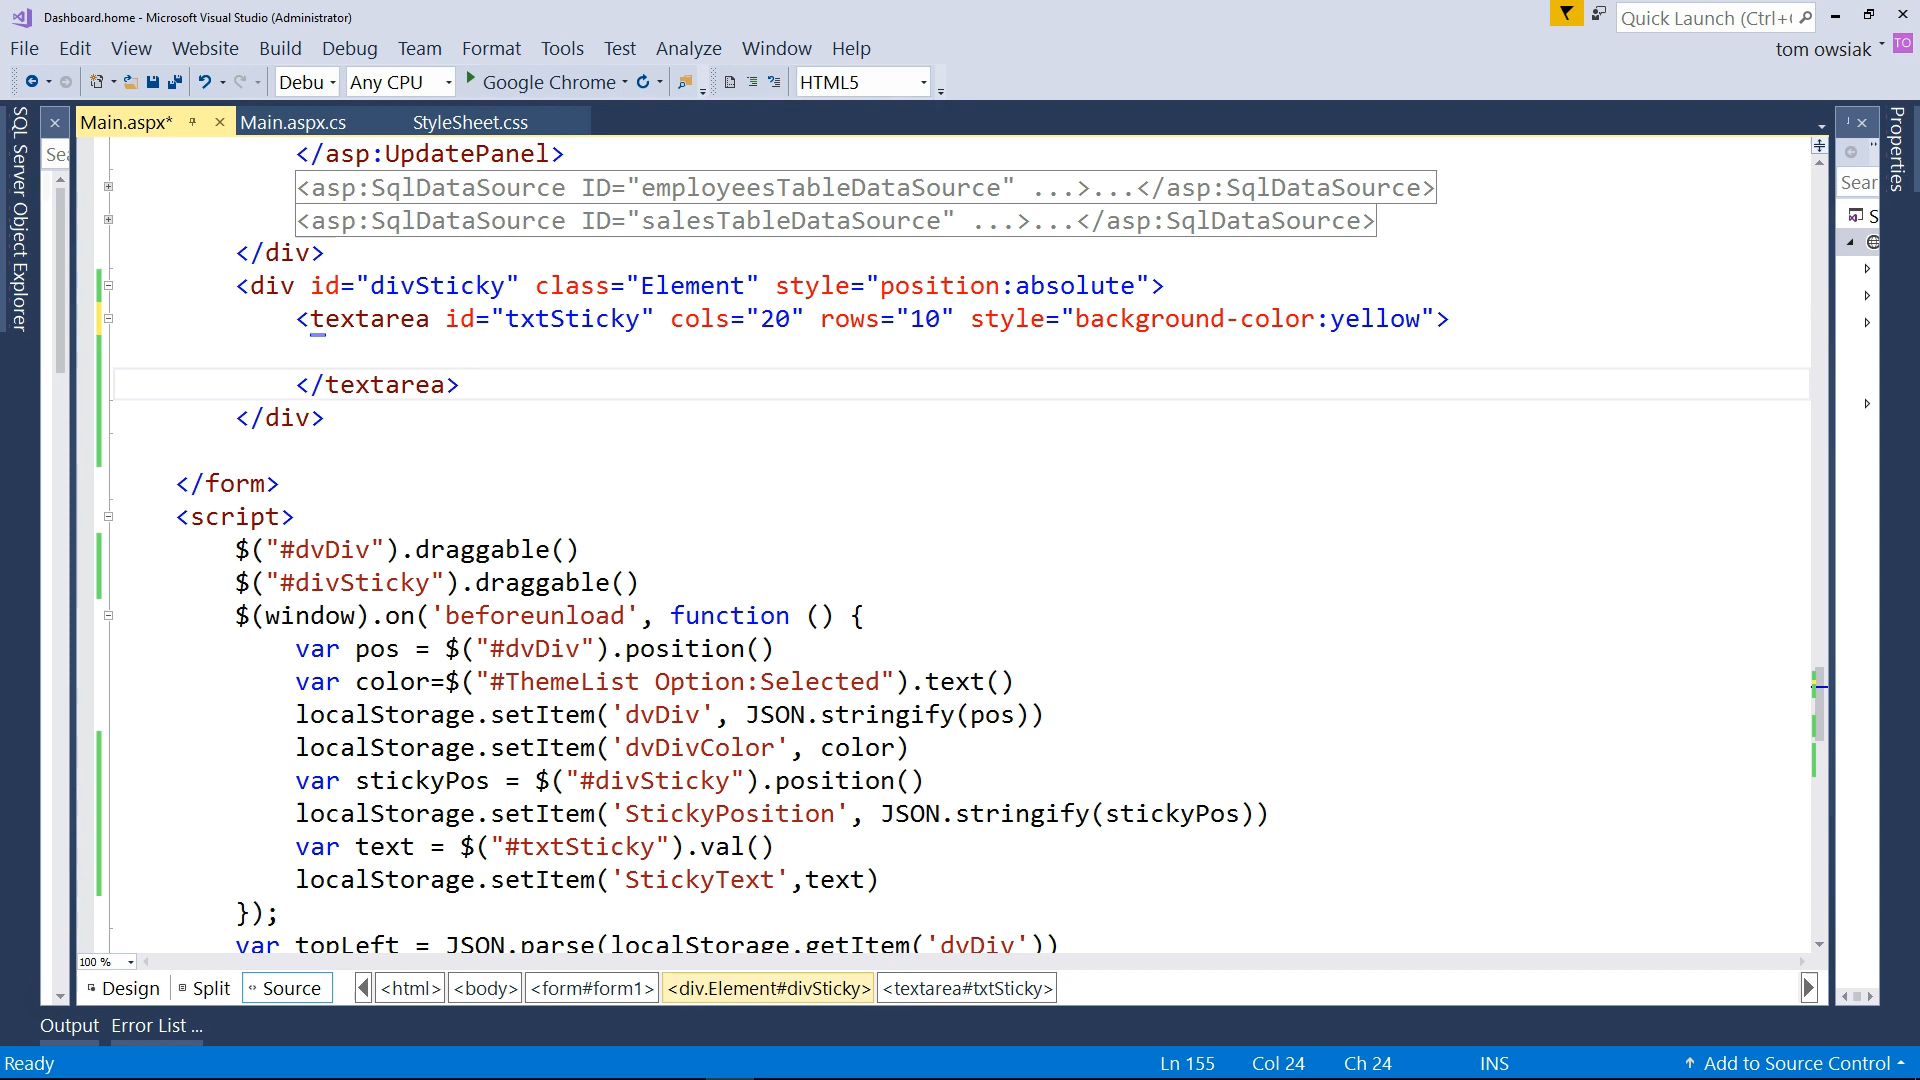 Dashboard.home - Microsoft Visual Studio (Administrator)
Quick Launch (Ctrl+
File Edit View Website Build Debug Team Format Tools Test Analyze Window Help
tom owsiak TO
Debu Any CPU Google Chrome HTML5
SQL Server Object Explorer
Main.aspx* Main.aspx.cs StyleSheet.css
Properties
Sea
Sear
S
</asp:UpdatePanel>
<asp:SqlDataSource ID="employeesTableDataSource" ...>...</asp:SqlDataSource>
<asp:SqlDataSource ID="salesTableDataSource" ...>...</asp:SqlDataSource>
</div>
<div id="divSticky" class="Element" style="position:absolute">
<textarea id="txtSticky" cols="20" rows="10" style="background-color:yellow">
</textarea>
</div>
</form>
<script>
$("#dvDiv").draggable()
$("#divSticky").draggable()
$(window).on('beforeunload', function () {
var pos = $("#dvDiv").position()
var color=$("#ThemeList Option:Selected").text()
localStorage.setItem('dvDiv', JSON.stringify(pos))
localStorage.setItem('dvDivColor', color)
var stickyPos = $("#divSticky").position()
localStorage.setItem('StickyPosition', JSON.stringify(stickyPos))
var text = $("#txtSticky").val()
localStorage.setItem('StickyText',text)
});
var topLeft = JSON.parse(localStorage.getItem('dvDiv'))
100 %
Design Split Source <html> <body> <form#form1> <div.Element#divSticky> <textarea#txtSticky>
Output Error List ...
Ready Ln 155 Col 24 Ch 24 INS Add to Source Control